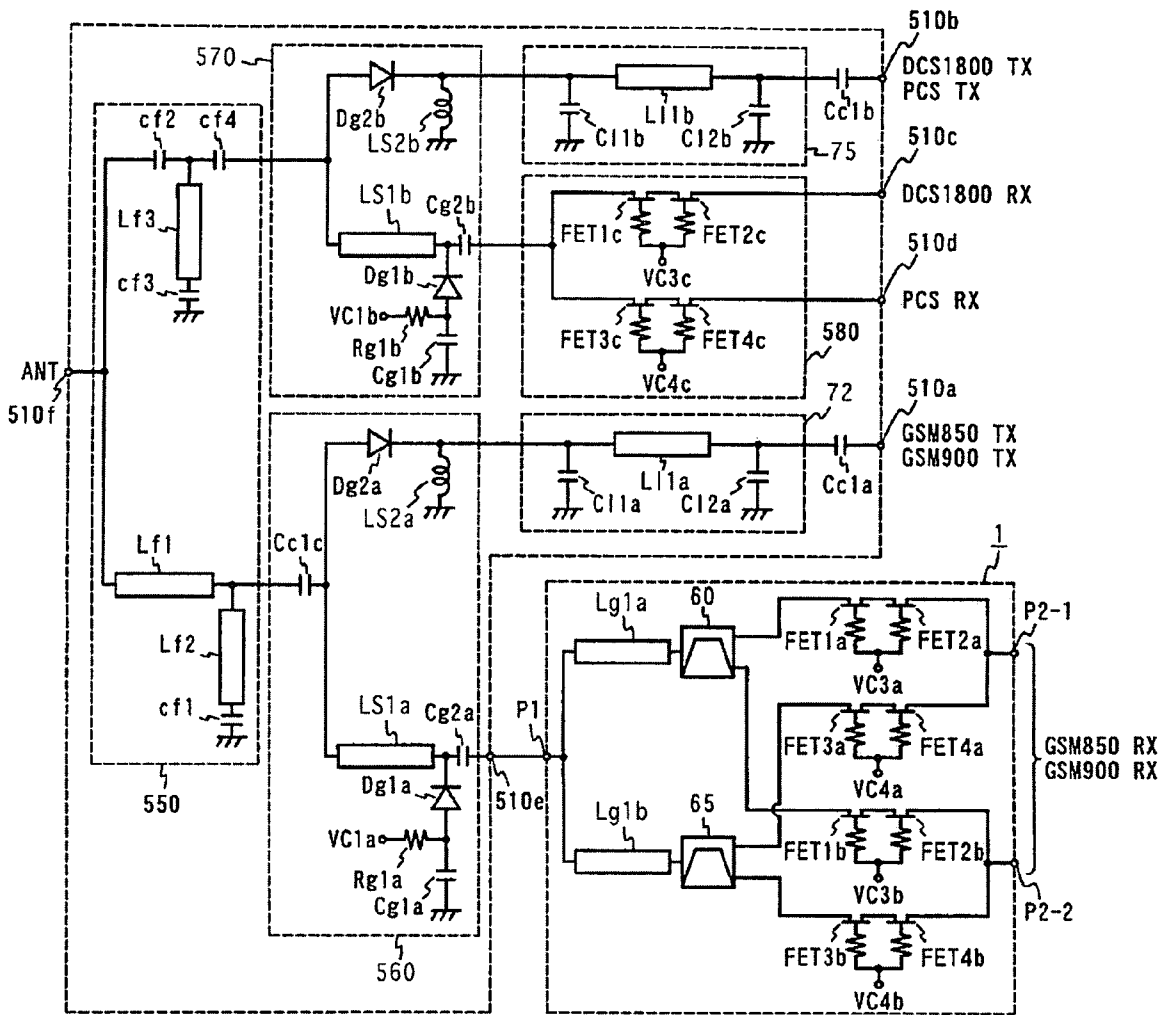 510b
DCS1800 TX
PCS TX
570
Dg2b
LS2b
Cl1b
Ll1b
Cl2b
Cc1b
75
510c
DCS1800 RX
cf2
cf4
Lf3
cf3
LS1b
Cg2b
Dg1b
VC1b
Rg1b
Cg1b
FET1c
FET2c
VC3c
510d
PCS RX
FET3c
FET4c
VC4c
580
ANT
510f
72
510a
GSM850 TX
GSM900 TX
Dg2a
LS2a
Cl1a
Ll1a
Cl2a
Cc1a
Lf1
Cc1c
Lf2
cf1
550
LS1a
Cg2a
Dg1a
VC1a
Rg1a
Cg1a
560
510e
P1
1
Lg1a
60
FET1a
FET2a
VC3a
P2-1
FET3a
FET4a
VC4a
GSM850 RX
GSM900 RX
Lg1b
65
FET1b
FET2b
VC3b
P2-2
FET3b
FET4b
VC4b